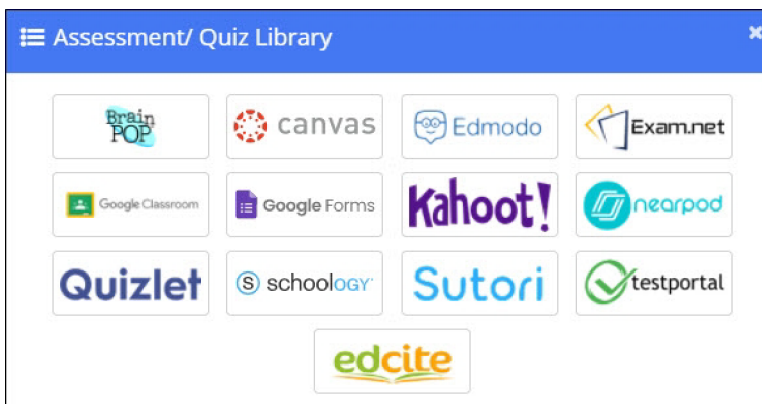 Assessment/ Quiz Library
Brain POP
canvas
Edmodo
Exam.net
Google Classroom
Google Forms
Kahoot!
nearpod
Quizlet
S schoology
Sutori
testportal
edcite